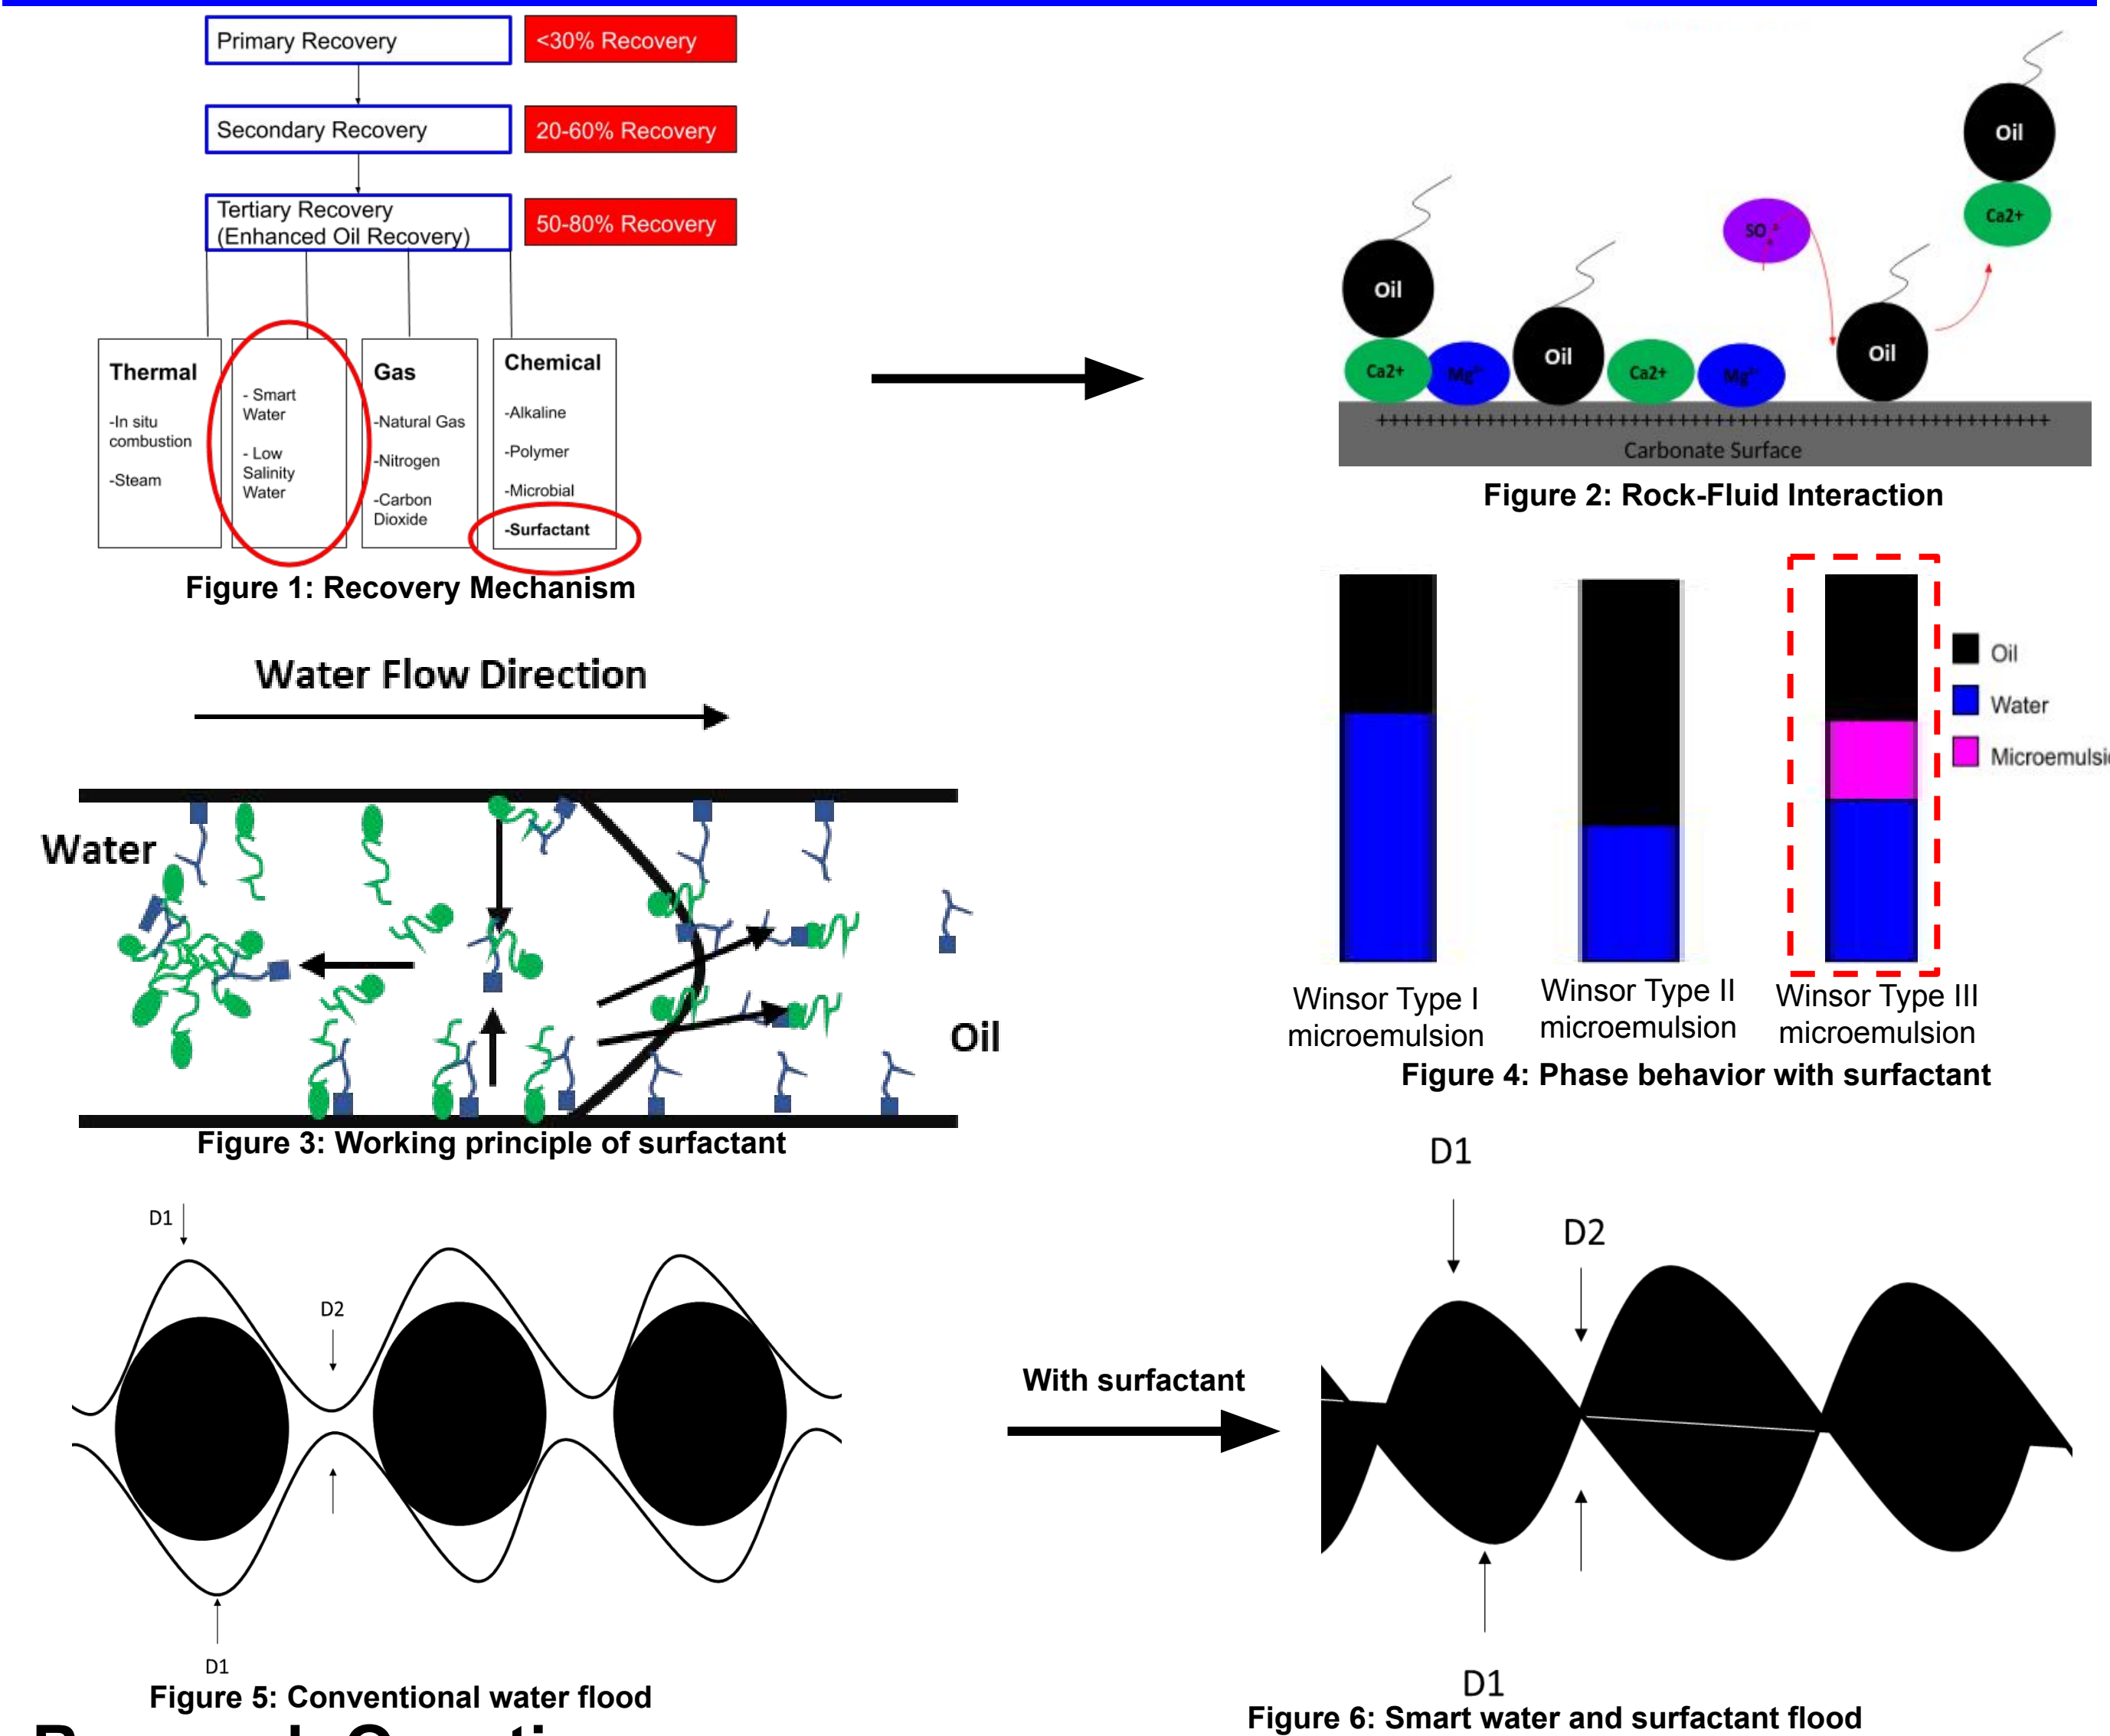 Primary Recovery
<30% Recovery
Secondary Recovery
20-60% Recovery
Tertiary Recovery
(Enhanced Oil Recovery)
50-80% Recovery
Thermal
-In situ
combustion
-Steam
- Smart
Water
- Low
Salinity
Water
Gas
-Natural Gas
-Nitrogen
-Carbon
Dioxide
Chemical
-Alkaline
-Polymer
-Microbial
-Surfactant
Figure 1: Recovery Mechanism
Oil
Ca2+
Oil
Ca2+
Mg²⁺
Oil
Ca2+
Mg²⁺
SO
Oil
+++++++++++++++++++++++++++++++++++++++++++++++++++++
Carbonate Surface
Figure 2: Rock-Fluid Interaction
Water Flow Direction
Water
Oil
Figure 3: Working principle of surfactant
Oil
Water
Microemulsi
Winsor Type I
microemulsion
Winsor Type II
microemulsion
Winsor Type III
microemulsion
Figure 4: Phase behavior with surfactant
D1
D2
D1
Figure 5: Conventional water flood
With surfactant
D1
D2
D1
Figure 6: Smart water and surfactant flood